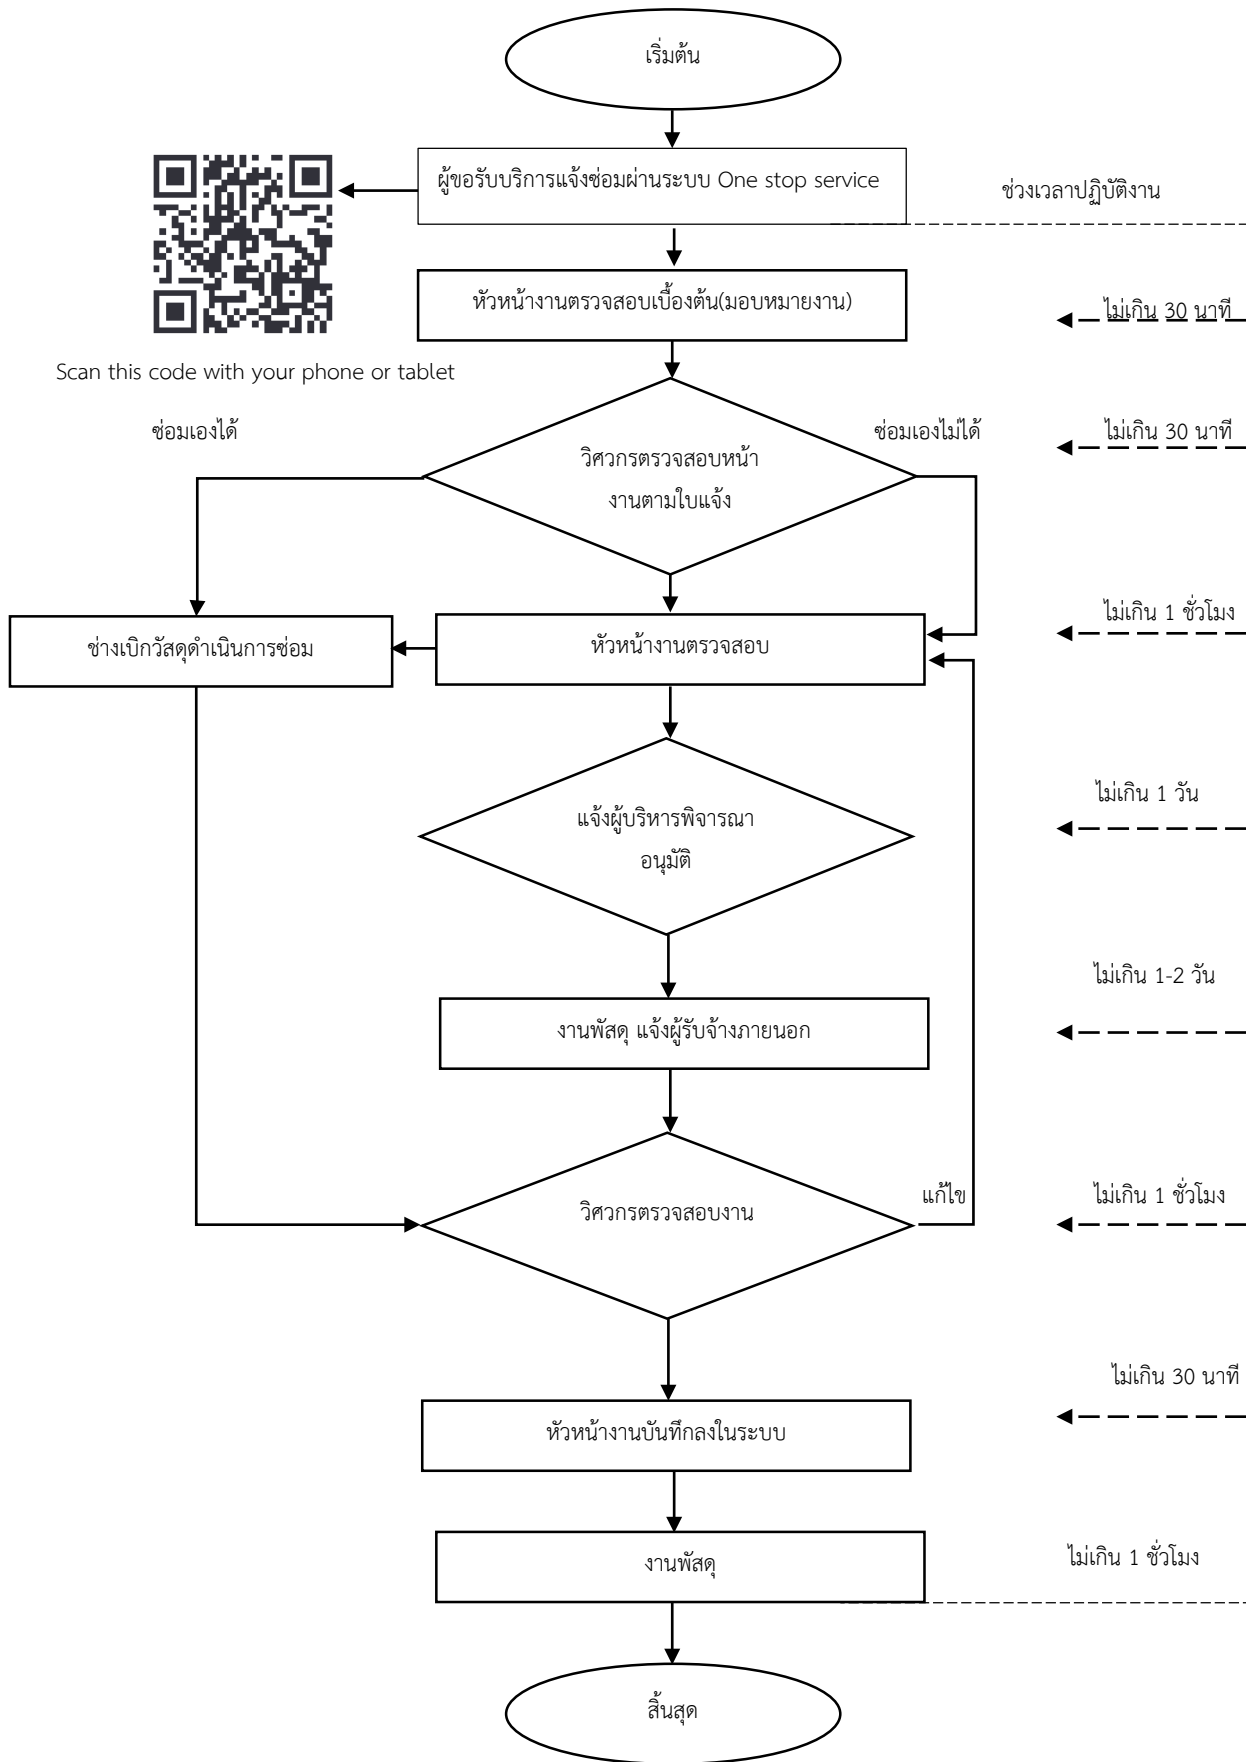 เริ่มต้น
ผู้ขอรับบริการแจ้งซ่อมผ่านระบบ One stop service
ช่วงเวลาปฏิบัติงาน
หัวหน้างานตรวจสอบเบื้องต้น(มอบหมายงาน)
ไม่เกิน 30 นาที
Scan this code with your phone or tablet
ซ่อมเองได้
ซ่อมเองไม่ได้
ไม่เกิน 30 นาที
วิศวกรตรวจสอบหน้า
งานตามใบแจ้ง
ไม่เกิน 1 ชั่วโมง
ช่างเบิกวัสดุดำเนินการซ่อม
หัวหน้างานตรวจสอบ
ไม่เกิน 1 วัน
แจ้งผู้บริหารพิจารณา
อนุมัติ
ไม่เกิน 1-2 วัน
งานพัสดุ แจ้งผู้รับจ้างภายนอก
แก้ไข
ไม่เกิน 1 ชั่วโมง
วิศวกรตรวจสอบงาน
ไม่เกิน 30 นาที
หัวหน้างานบันทึกลงในระบบ
งานพัสดุ
ไม่เกิน 1 ชั่วโมง
สิ้นสุด